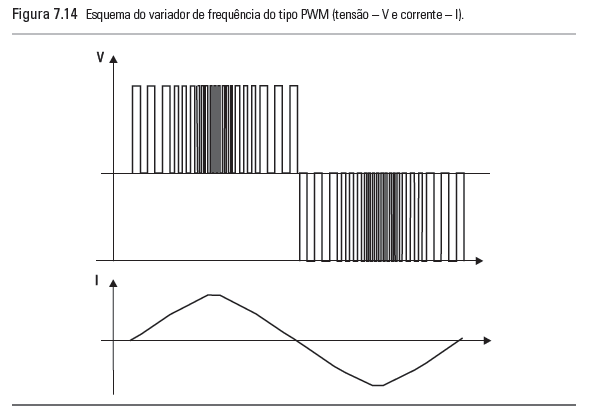 Figura 7.14 Esquema do variador de frequência do tipo PWM (tensão – V e corrente – I).
V
I